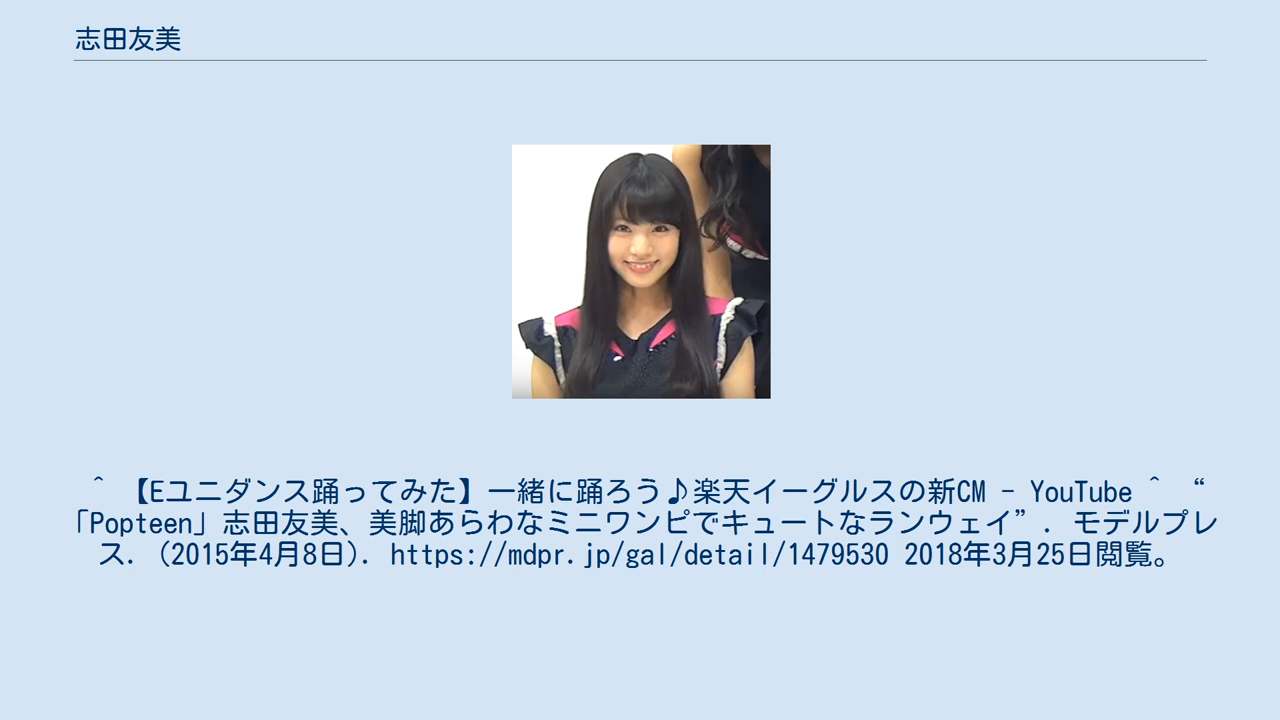 志田友美
^ 【Eユニダンス踊ってみた】一緒に踊ろう♪楽天イーグルスの新CM - YouTube ^ “
「Popteen」志田友美、美脚あらわなミニワンピでキュートなランウェイ”. モデルプレ
ス. (2015年4月8日). https://mdpr.jp/gal/detail/1479530 2018年3月25日閲覧。